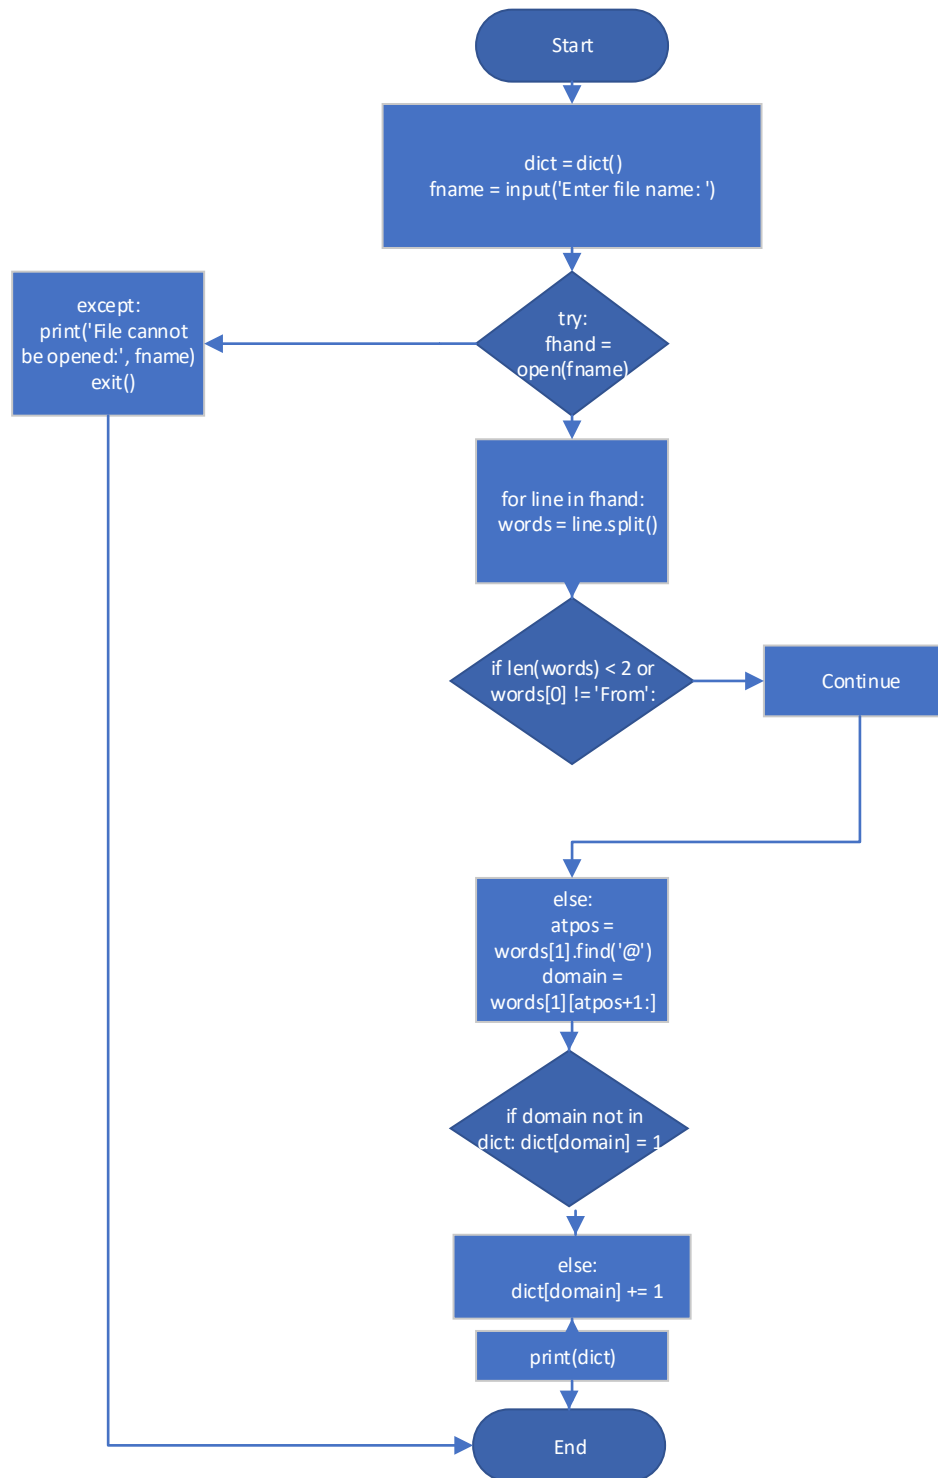 Start
dict = dict()
fname = input('Enter file name: ')
try:
fhand =
open(fname)
except:
print('File cannot
be opened:', fname)
exit()
for line in fhand:
words = line.split()
if len(words) < 2 or
words[0] != 'From':
Continue
else:
atpos =
words[1].find('@')
domain =
words[1][atpos+1:]
if domain not in
dict: dict[domain] = 1
else:
dict[domain] += 1
print(dict)
End